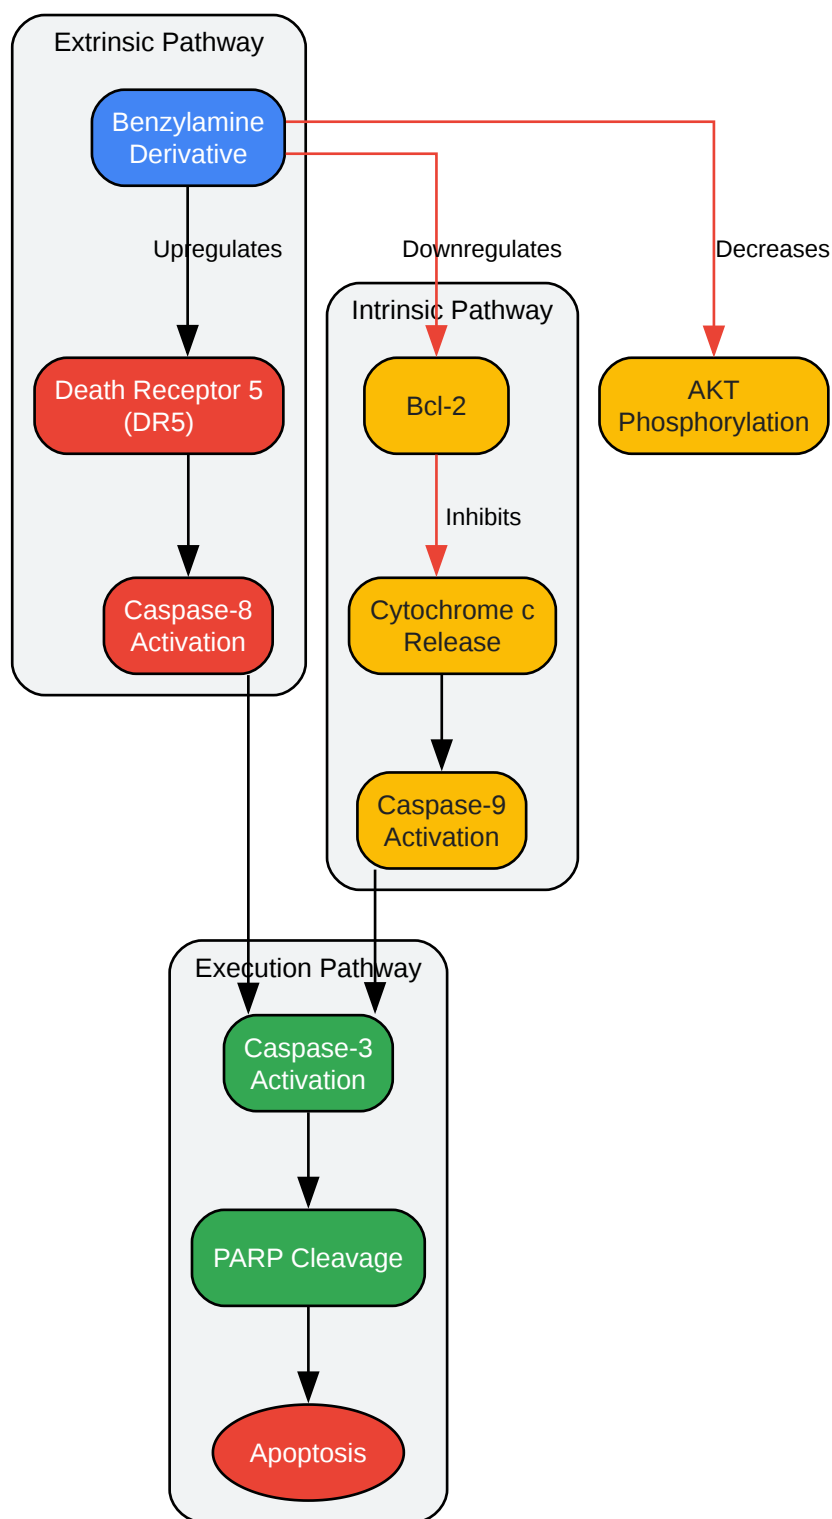 Extrinsic Pathway
Benzylamine
Derivative
Upregulates
Downregulates
Decreases
Intrinsic Pathway
Death Receptor 5
(DR5)
Bcl-2
AKT
Phosphorylation
Inhibits
Caspase-8
Activation
Cytochrome c
Release
Caspase-9
Activation
Execution Pathway
Caspase-3
Activation
PARP Cleavage
Apoptosis